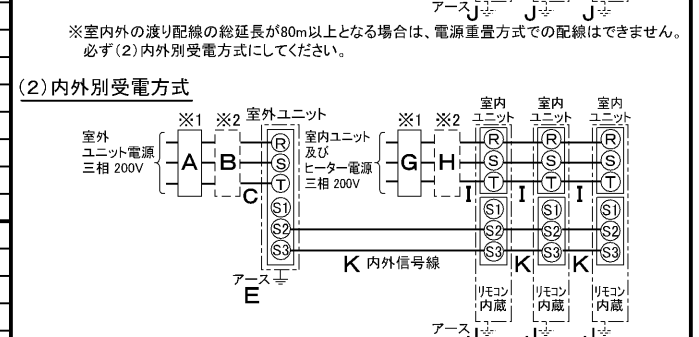 アース J J J
※室内外の渡り配線の総延長が80m以上となる場合は、電源重畳方式での配線はできません。
必ず(2)内外別受電方式にしてください。
(2)内外別受電方式
※1 ※2 室外ユニット
室外
ユニット電源
三相 200V
A B C
R
S
T
S1
S2
S3
アース
E
※1 ※2
室内ユニット
及び
ヒーター電源
三相 200V
G H I I I
室内
ユニット
室内
ユニット
室内
ユニット
R R R
S S S
T T T
S1 S1 S1
S2 S2 S2
S3 S3 S3
K 内外信号線 K K
リモコン
内蔵
リモコン
内蔵
リモコン
内蔵
アース J J J